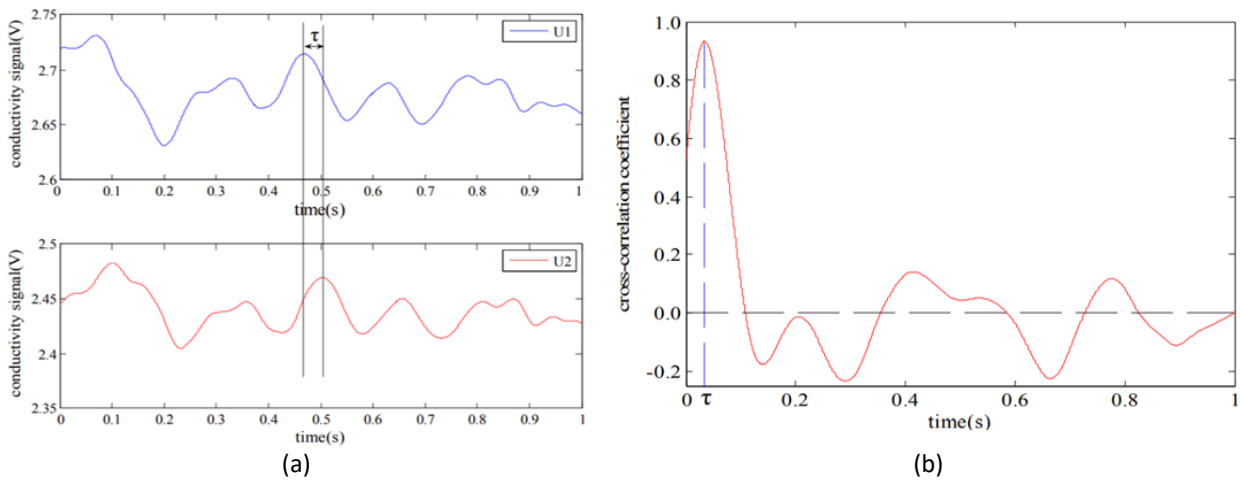 2.75
2.7
2.65
2.6
conductivity signal(V)
τ
U1
0 0.1 0.2 0.3 0.4 0.5 0.6 0.7 0.8 0.9 1
time(s)
2.5
2.45
2.4
2.35
conductivity signal(V)
U2
0 0.1 0.2 0.3 0.4 0.5 0.6 0.7 0.8 0.9 1
time(s)
(a)
1.0
0.8
0.6
0.4
0.2
0.0
-0.2
cross-correlation coefficient
0 τ 0.2 0.4 0.6 0.8 1
time(s)
(b)